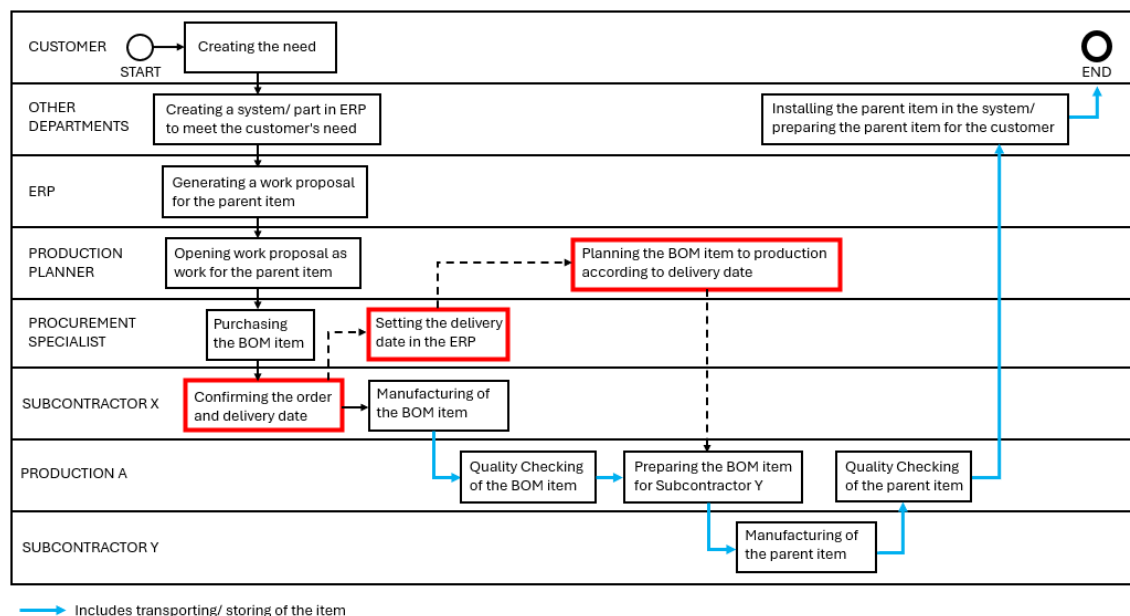 CUSTOMER
START
Creating the need
END
OTHER
DEPARTMENTS
Creating a system/ part in ERP
to meet the customer's need
Installing the parent item in the system/
preparing the parent item for the customer
ERP
Generating a work proposal
for the parent item
PRODUCTION
PLANNER
Opening work proposal as
work for the parent item
Planning the BOM item to production
according to delivery date
PROCUREMENT
SPECIALIST
Purchasing
the BOM item
Setting the delivery
date in the ERP
SUBCONTRACTOR X
Confirming the order
and delivery date
Manufacturing of
the BOM item
PRODUCTION A
Quality Checking
of the BOM item
Preparing the BOM item
for Subcontractor Y
Quality Checking
of the parent item
SUBCONTRACTOR Y
Manufacturing of
the parent item
Includes transporting/ storing of the item